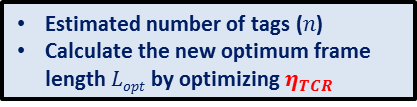 • Estimated number of tags (n)
• Calculate the new optimum frame
length L_opt by optimizing η_TCR